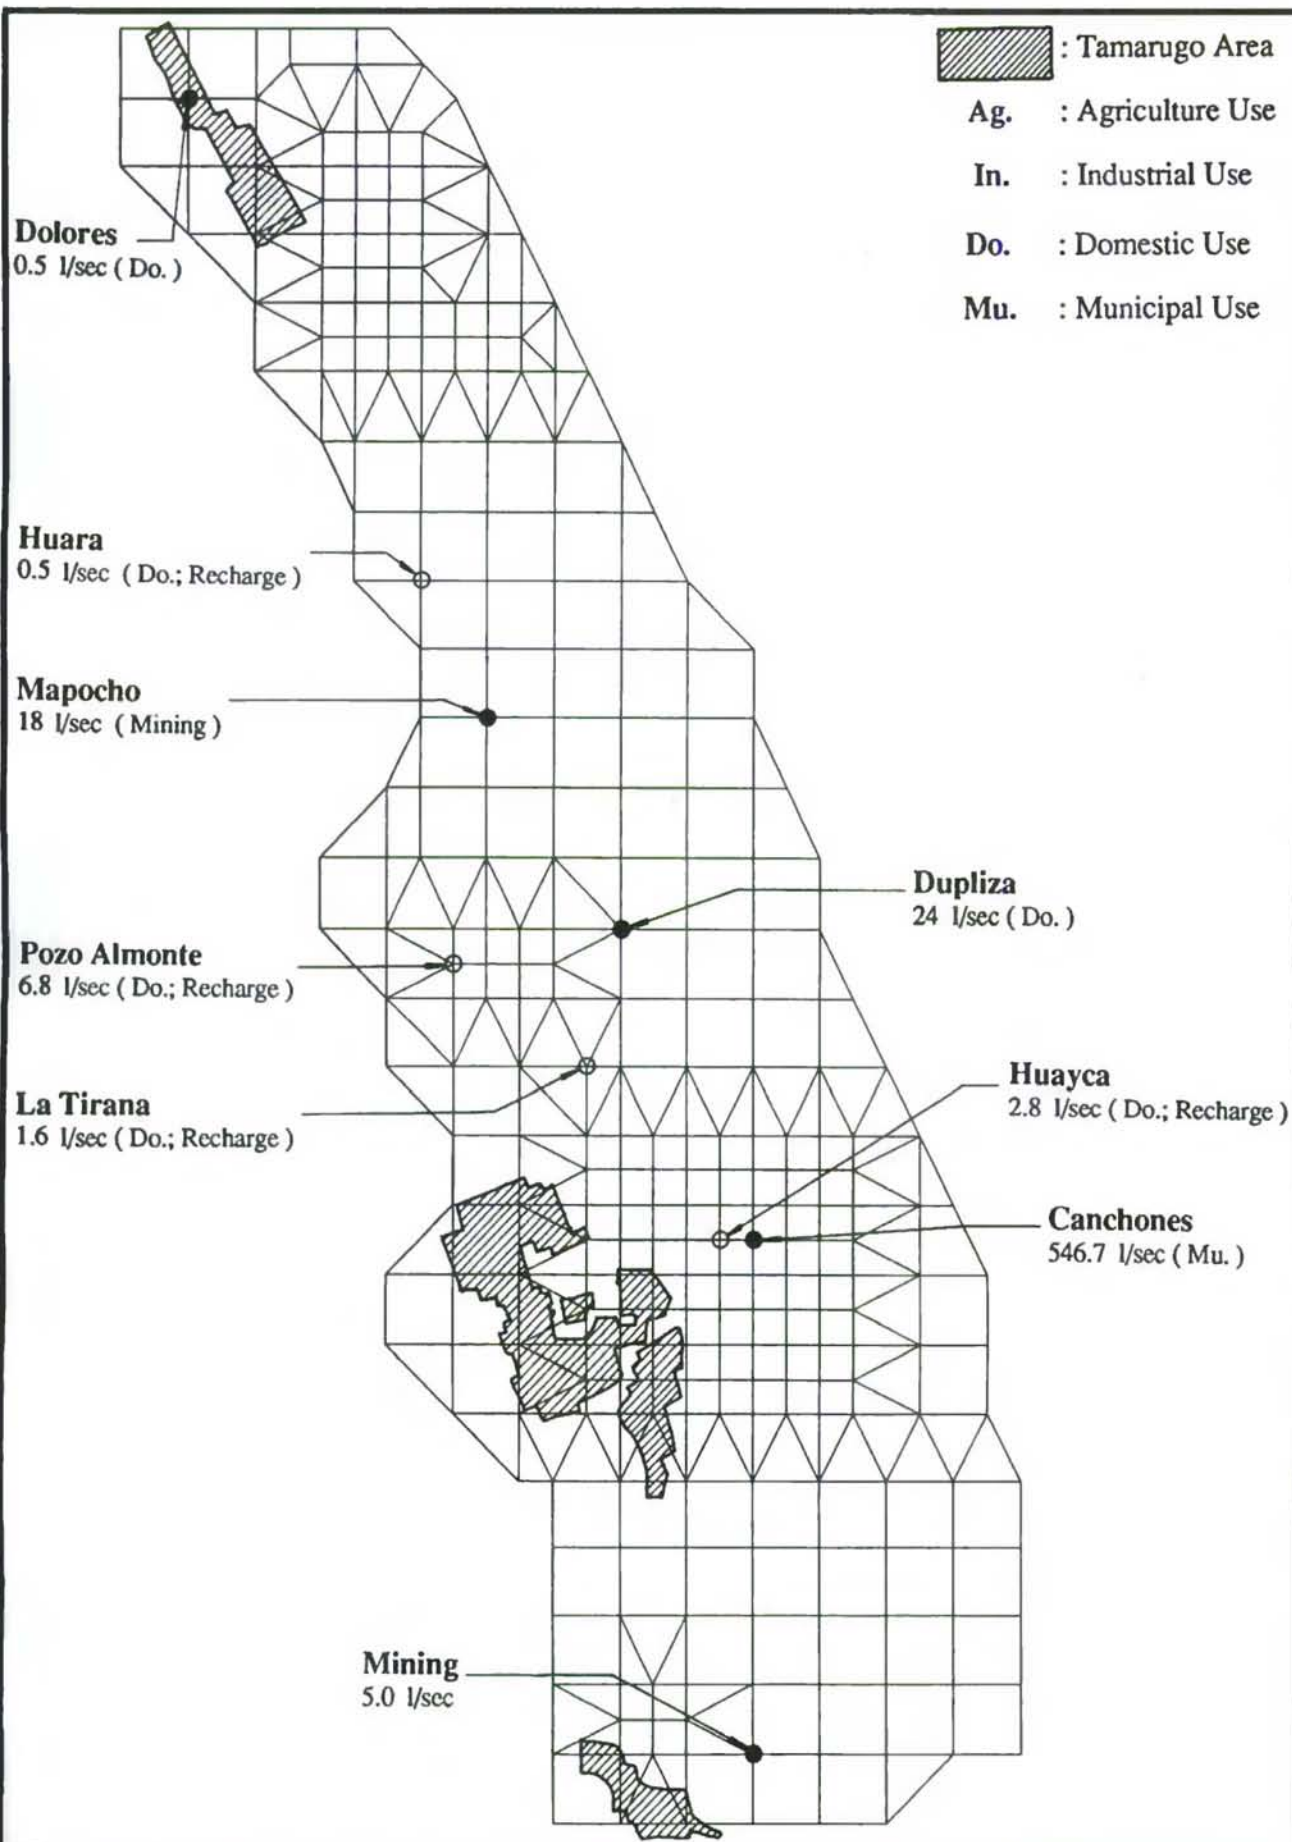 : Tamarugo Area
Ag. : Agriculture Use
In. : Industrial Use
Do. : Domestic Use
Mu. : Municipal Use
Dolores
0.5 l/sec ( Do. )
Huara
0.5 l/sec ( Do.; Recharge )
Mapocho
18 l/sec ( Mining )
Dupliza
24 l/sec ( Do. )
Pozo Almonte
6.8 l/sec ( Do.; Recharge )
Huayca
2.8 l/sec ( Do.; Recharge )
La Tirana
1.6 l/sec ( Do.; Recharge )
Canchones
546.7 l/sec ( Mu. )
Mining
5.0 l/sec